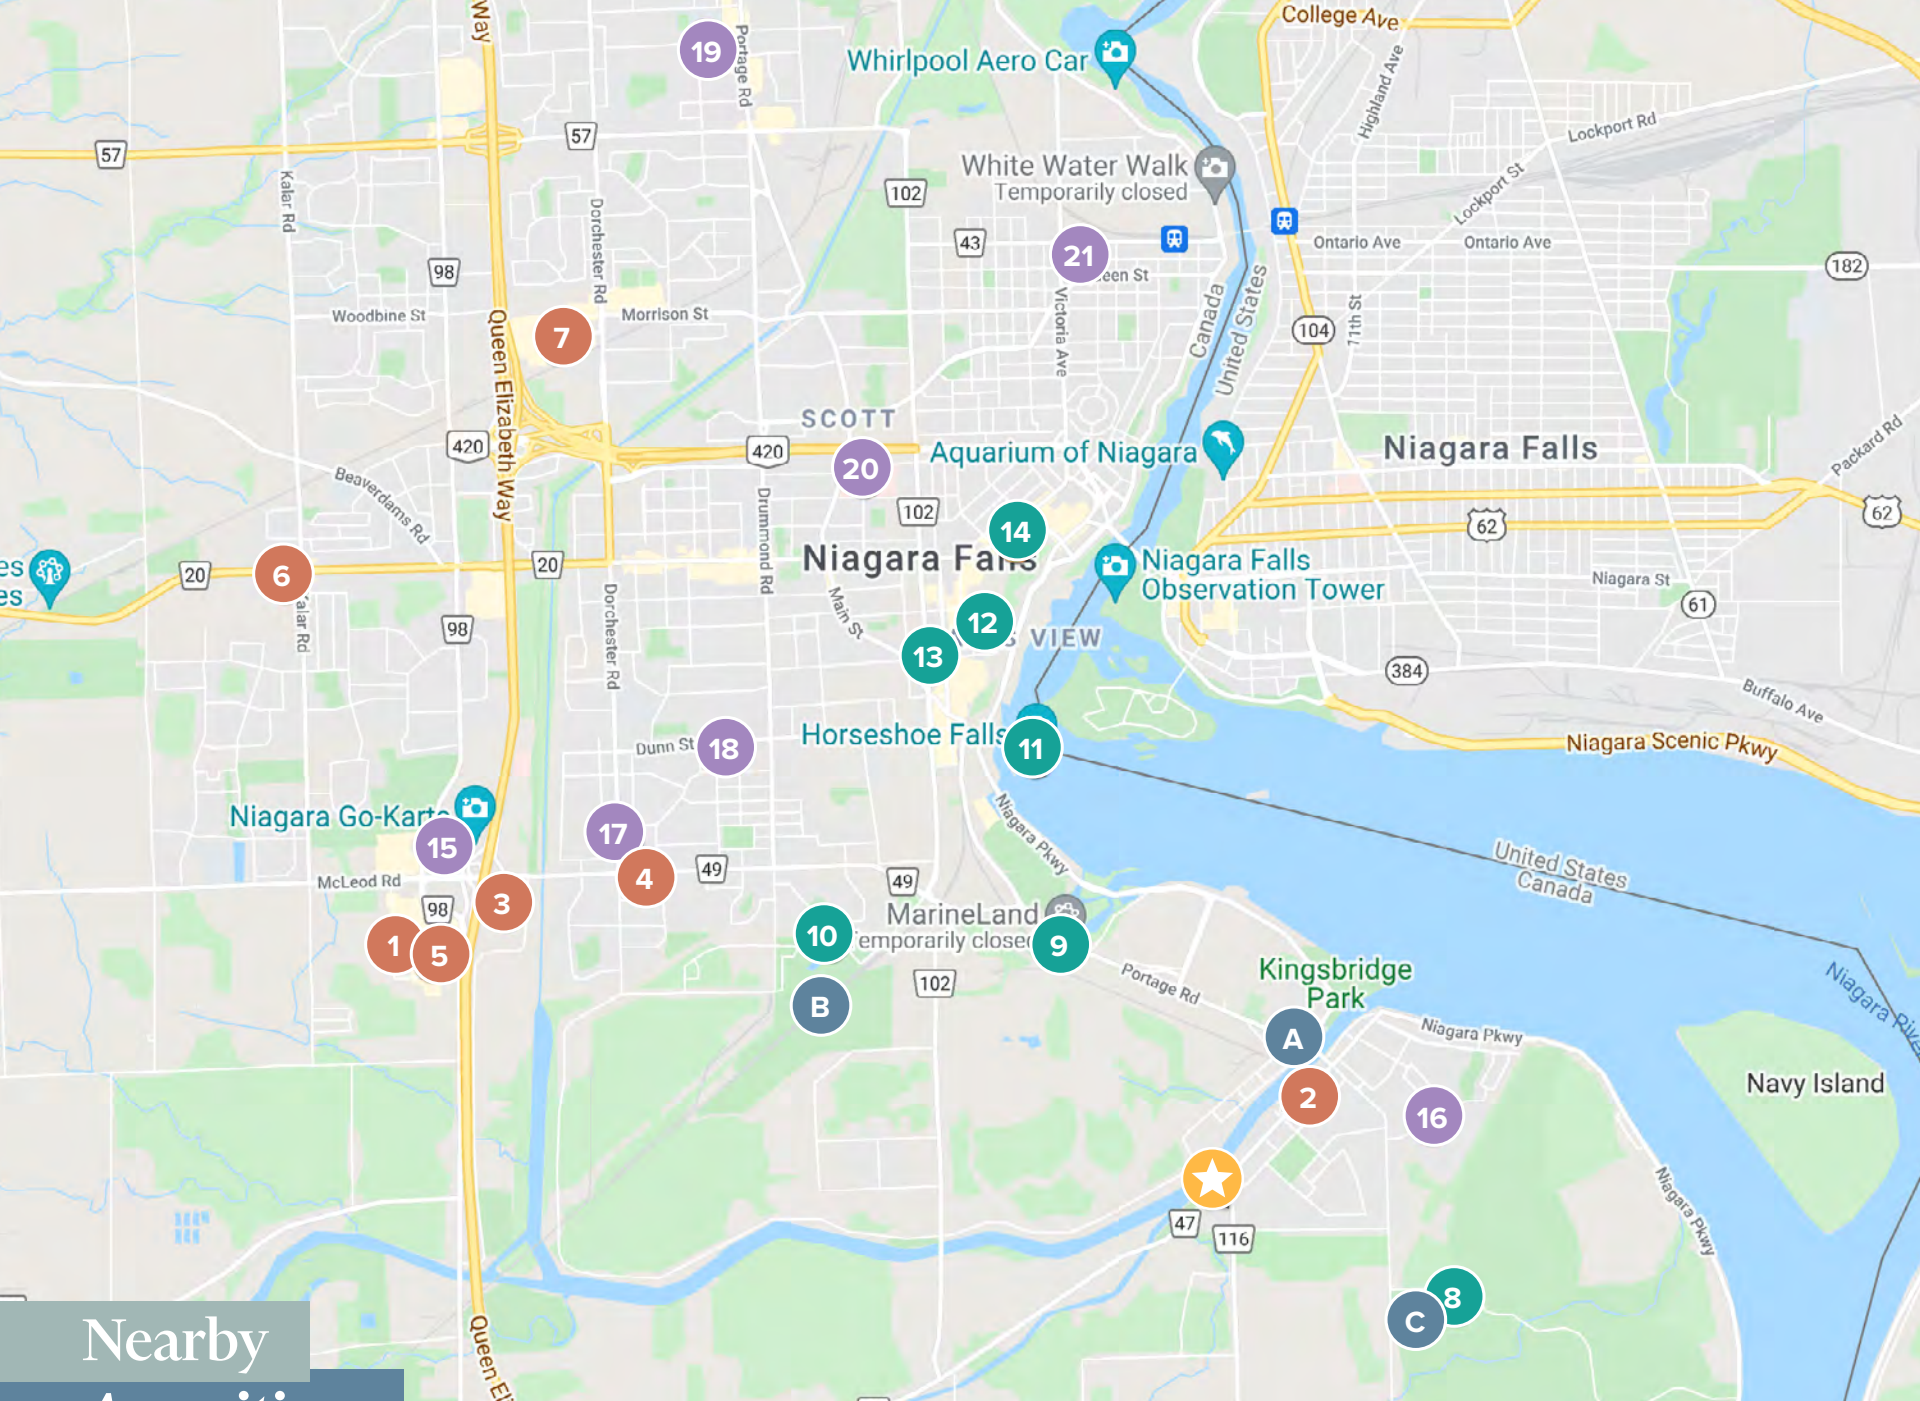 Way
19
Portage Rd
College Ave
Whirlpool Aero Car
Highland Ave
Lockport Rd
57
57
White Water Walk
Temporarily closed
102
Kalar Rd
Lockport St
Dorchester Rd
43
21
Ontario Ave
Ontario Ave
98
een St
182
Woodbine St
Morrison St
7
Victoria Ave
Canada
United States
104
11th St
Queen Elizabeth Way
SCOTT
420
420
20
Aquarium of Niagara
Niagara Falls
Packard Rd
Beaverdams Rd
Drummond Rd
102
14
62
62
Niagara Falls
Niagara Falls
Observation Tower
es
es
20
6
20
Niagara St
61
alar Rd
98
Dorchester Rd
Main St
12
13
VIEW
384
Buffalo Ave
Dunn St
18
Horseshoe Falls
11
Niagara Scenic Pkwy
Niagara Go-Karts
15
17
Niagara Pkwy
McLeod Rd
4
49
49
United States
Canada
3
98
1
5
10
MarineLand
Temporarily closed
9
102
Portage Rd
Kingsbridge
Park
B
A
Niagara Pkwy
Niagara River
2
16
Navy Island
47
116
Niagara Pkwy
8
C
Nearby
Queen Eli